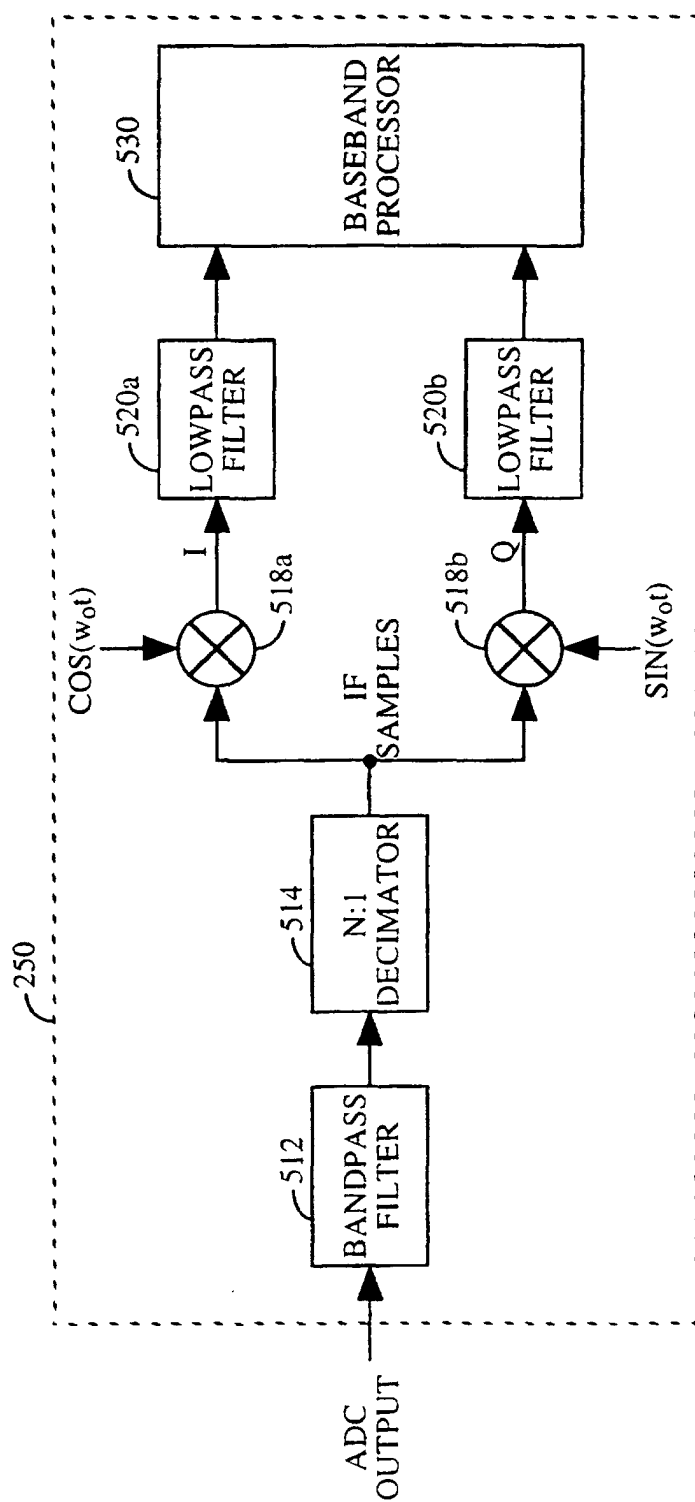 250
ADC
OUTPUT
512
BANDPASS
FILTER
514
N:1
DECIMATOR
IF
SAMPLES
COS(w₀t)
518a
I
520a
LOWPASS
FILTER
518b
Q
SIN(w₀t)
520b
LOWPASS
FILTER
530
BASEBAND
PROCESSOR